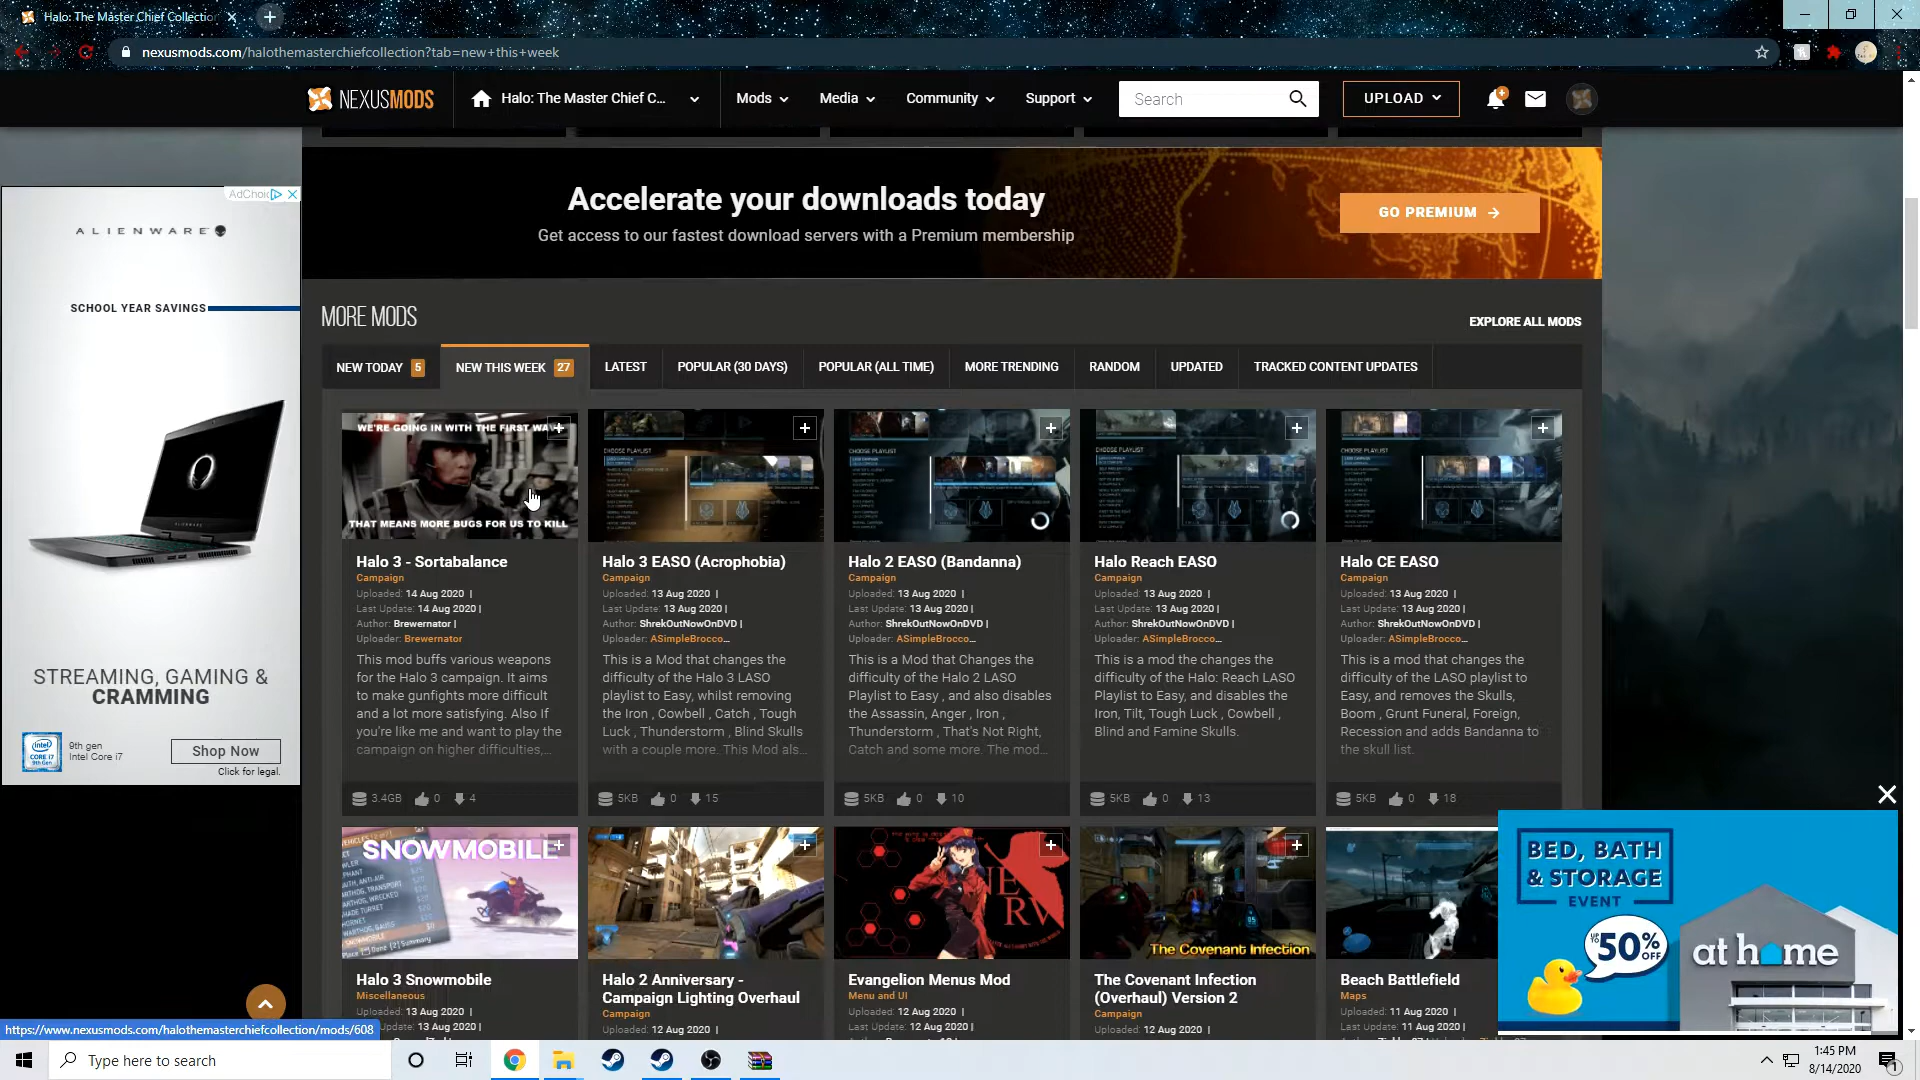 Halo: The Master Chief Collectio
nexusmods.com/halothemasterchiefcollection?tab=new+this+week
NEXUSMODS
Halo: The Master Chief C...
Mods
Media
Community
Support
Search
UPLOAD
Accelerate your downloads today
Get access to our fastest download servers with a Premium membership
GO PREMIUM
AdChoi
ALIENWARE
SCHOOL YEAR SAVINGS
STREAMING, GAMING &
CRAMMING
9th gen
Intel Core i7
Shop Now
Click for legal.
MORE MODS
EXPLORE ALL MODS
NEW TODAY 5
NEW THIS WEEK 27
LATEST
POPULAR (30 DAYS)
POPULAR (ALL TIME)
MORE TRENDING
RANDOM
UPDATED
TRACKED CONTENT UPDATES
WE'RE GOING IN WITH THE FIRST WAV
THAT MEANS MORE BUGS FOR US TO KILL
Halo 3 - Sortabalance
Campaign
Uploaded: 14 Aug 2020 |
Last Update: 14 Aug 2020 |
Author: Brewernator |
Uploader: Brewernator
This mod buffs various weapons
for the Halo 3 campaign. It aims
to make gunfights more difficult
and a lot more satisfying. Also If
you're like me and want to play the
campaign on higher difficulties,...
3.4GB 0 4
CHOOSE PLAYLIST
Halo 3 EASO (Acrophobia)
Campaign
Uploaded: 13 Aug 2020 |
Last Update: 13 Aug 2020 |
Author: ShrekOutNowOnDVD |
Uploader: ASimpleBrocco...
This is a Mod that changes the
difficulty of the Halo 3 LASO
playlist to Easy, whilst removing
the Iron , Cowbell , Catch , Tough
Luck , Thunderstorm , Blind Skulls
with a couple more. This Mod als...
5KB 0 15
CHOOSE PLAYLIST
Halo 2 EASO (Bandanna)
Campaign
Uploaded: 13 Aug 2020 |
Last Update: 13 Aug 2020 |
Author: ShrekOutNowOnDVD |
Uploader: ASimpleBrocco...
This is a Mod that Changes the
difficulty of the Halo 2 LASO
Playlist to Easy , and also disables
the Assassin, Anger , Iron ,
Thunderstorm , That's Not Right,
Catch and some more. The mod...
5KB 0 10
CHOOSE PLAYLIST
Halo Reach EASO
Campaign
Uploaded: 13 Aug 2020 |
Last Update: 13 Aug 2020 |
Author: ShrekOutNowOnDVD |
Uploader: ASimpleBrocco...
This is a mod the changes the
difficulty of the Halo: Reach LASO
Playlist to Easy, and disables the
Iron, Tilt, Tough Luck , Cowbell ,
Blind and Famine Skulls.
5KB 0 13
CHOOSE PLAYLIST
Halo CE EASO
Campaign
Uploaded: 13 Aug 2020 |
Last Update: 13 Aug 2020 |
Author: ShrekOutNowOnDVD |
Uploader: ASimpleBrocco...
This is a mod that changes the
difficulty of the LASO playlist to
Easy, and removes the Skulls,
Boom , Grunt Funeral, Foreign,
Recession and adds Bandanna to
the skull list.
5KB 0 18
SNOWMOBILE
Halo 3 Snowmobile
Miscellaneous
Uploaded: 13 Aug 2020 |
Update: 13 Aug 2020 |
Halo 2 Anniversary -
Campaign Lighting Overhaul
Campaign
Uploaded: 12 Aug 2020 |
Evangelion Menus Mod
Menu and UI
Uploaded: 12 Aug 2020 |
Last Update: 12 Aug 2020 |
The Covenant Infection
The Covenant Infection
(Overhaul) Version 2
Campaign
Uploaded: 12 Aug 2020 |
Beach Battlefield
Maps
Uploaded: 11 Aug 2020 |
Last Update: 11 Aug 2020 |
BED, BATH
& STORAGE
EVENT
UP TO 50% OFF
at home
https://www.nexusmods.com/halothemasterchiefcollection/mods/608
Type here to search
1:45 PM
8/14/2020
1